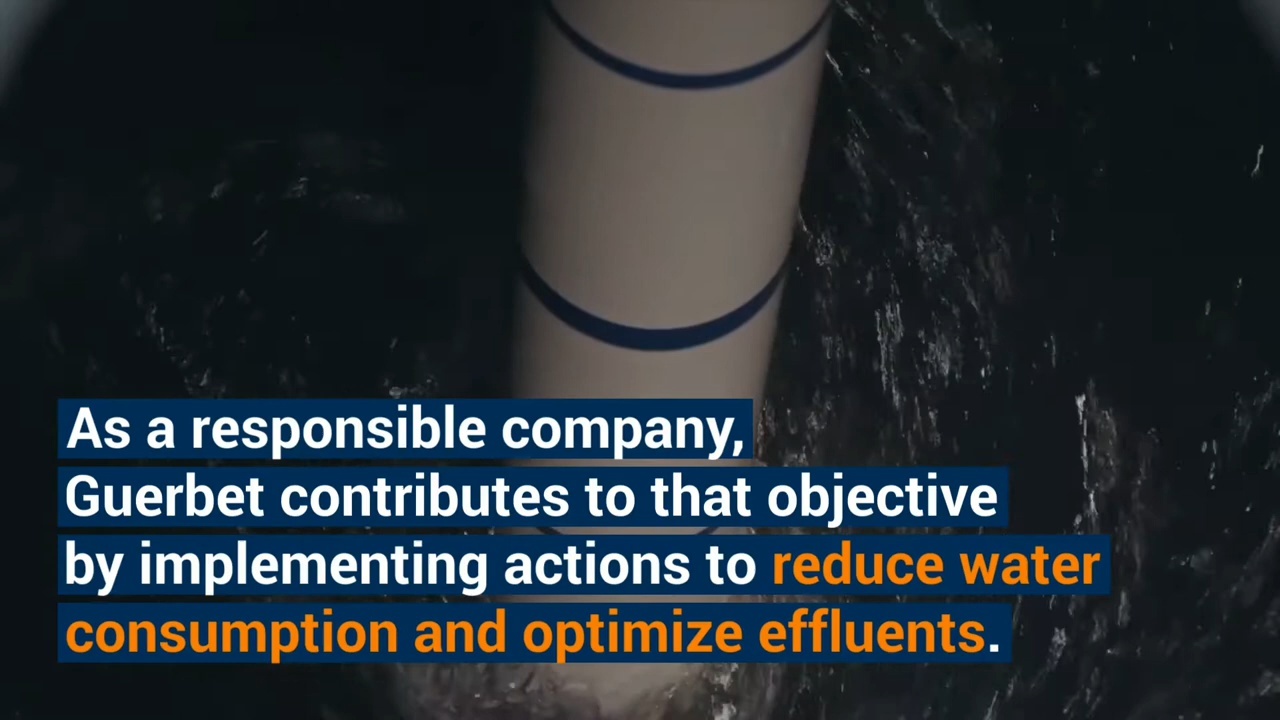 As a responsible company,
Guerbet contributes to that objective
by implementing actions to reduce water
consumption and optimize effluents.